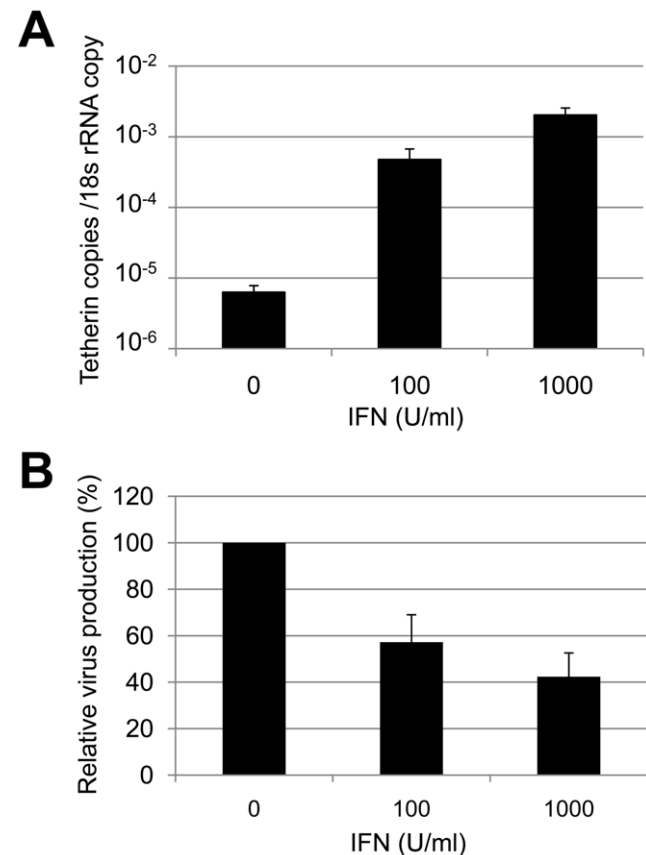 A
Tetherin copies /18s rRNA copy
10-2
10-3
10-4
10-5
10-6
0 100 1000
IFN (U/ml)
B
Relative virus production (%)
120
100
80
60
40
20
0
0 100 1000
IFN (U/ml)